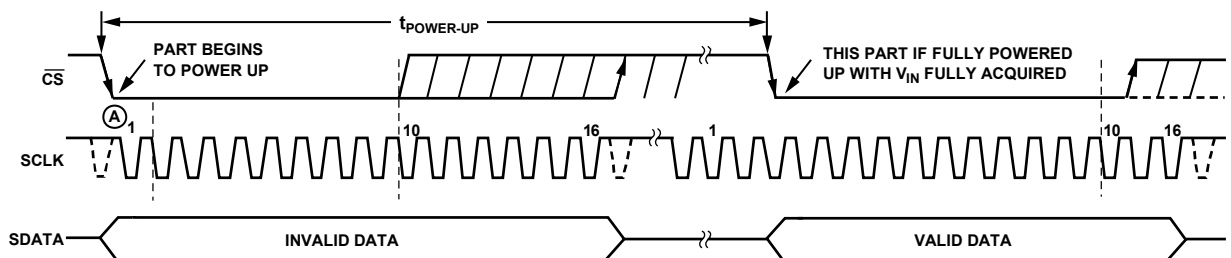 tPOWER-UP
PART BEGINS
TO POWER UP
THIS PART IF FULLY POWERED
UP WITH VIN FULLY ACQUIRED
CS
A
1
10
16
1
10
16
SCLK
SDATA
INVALID DATA
VALID DATA